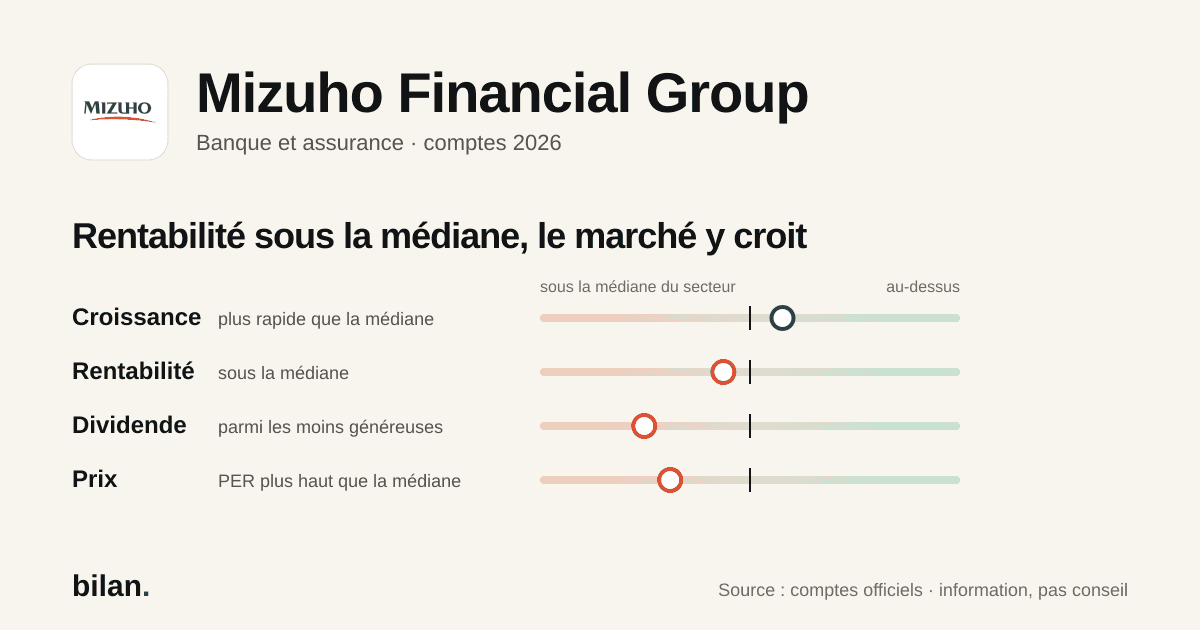 MIZUHO
Mizuho Financial Group
Banque et assurance · comptes 2026
Rentabilité sous la médiane, le marché y croit
sous la médiane du secteur au-dessus
Croissance plus rapide que la médiane
Rentabilité sous la médiane
Dividende parmi les moins généreuses
Prix PER plus haut que la médiane
bilan.
Source : comptes officiels · information, pas conseil